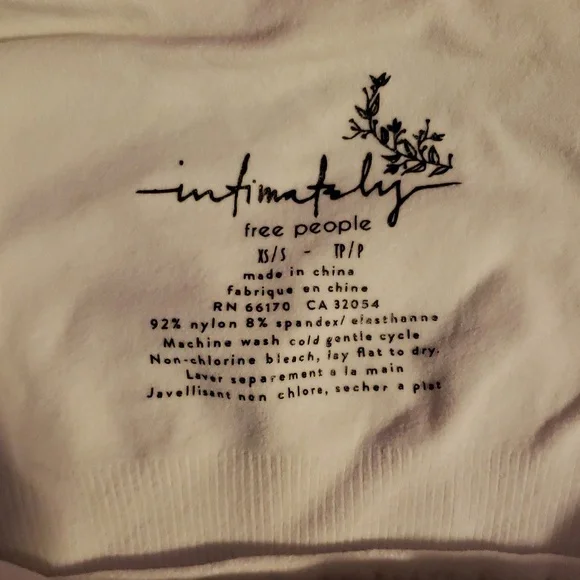 intimately
free people
XS/S - TP/P
made in china
fabrique en chine
RN 66170 CA 32054
92% nylon 8% spandex/ elasthanne
Machine wash cold gentle cycle
Non-chlorine bleach, lay flat to dry.
Laver separement a la main
Javellisant non chlore, secher a plat